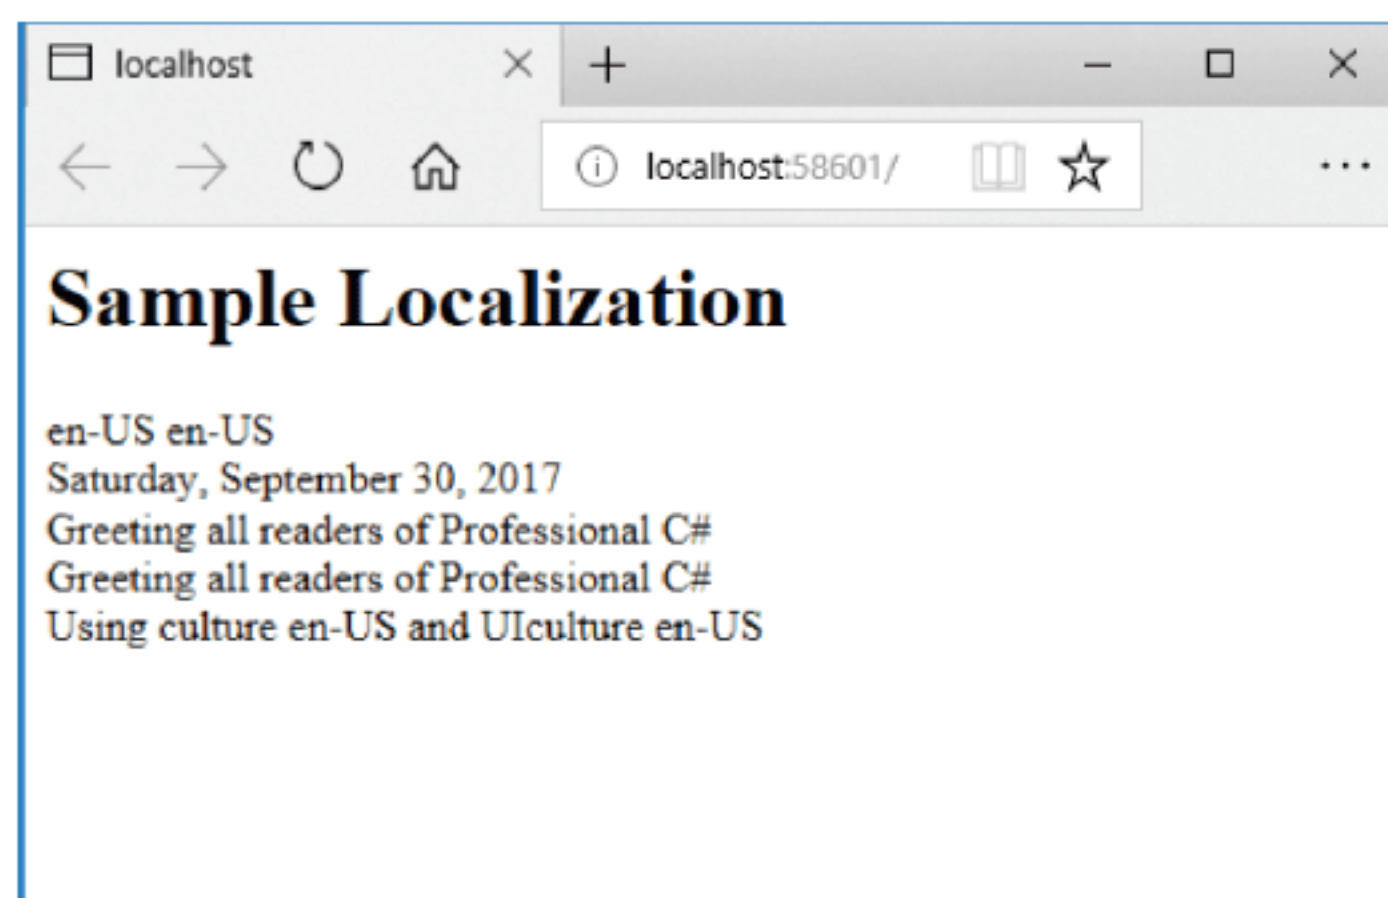 localhost
localhost:58601/
Sample Localization
en-US en-US
Saturday, September 30, 2017
Greeting all readers of Professional C#
Greeting all readers of Professional C#
Using culture en-US and UIculture en-US